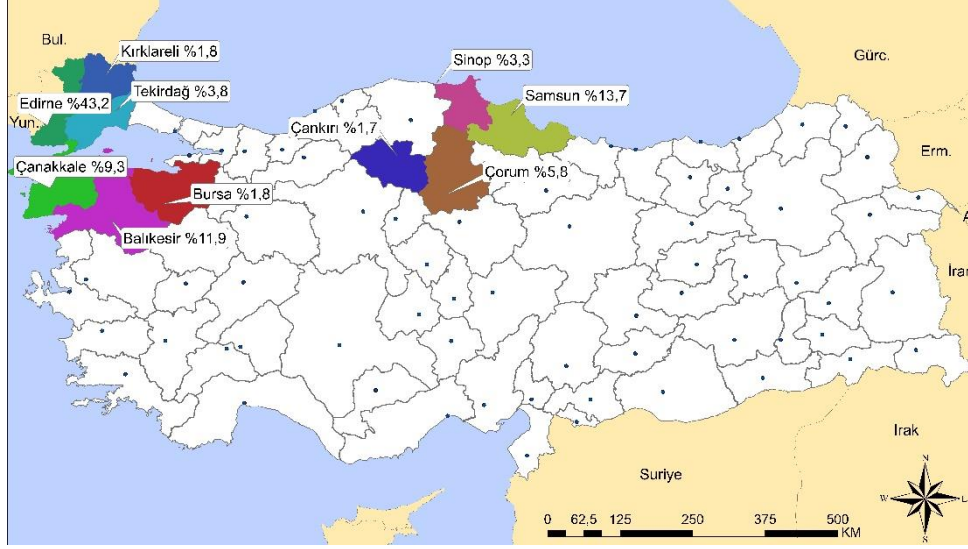 Bul.
Gürc.
Kırklareli %1,8
Sinop %3,3
Tekirdağ %3,8
Samsun %13,7
Edirne %43,2
Yun.
Çankırı %1,7
Erm.
Çanakkale %9,3
Çorum %5,8
Bursa %1,8
A
Balıkesir %11,9
İran
Irak
Suriye
N
W
E
S
0 62,5 125 250 375 500
KM